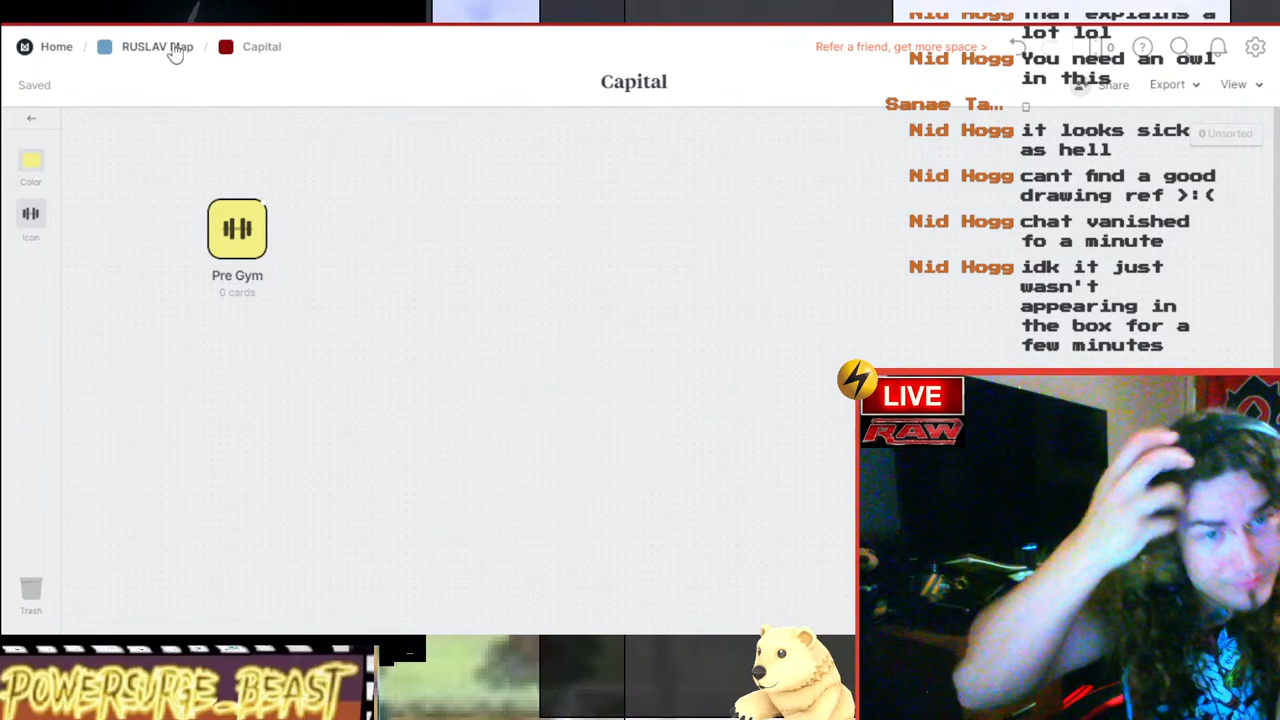 Home / RUSLAV Map / Capital
Refer a friend, get more space >
0
Saved
Capital
Share
Export
View
Color
Icon
Trash
0 Unsorted
Pre Gym
0 cards
Nid Hogg that explains a
lot lol
Nid Hogg You need an owl
in this
Sanae Ta...
Nid Hogg it looks sick
as hell
Nid Hogg cant find a good
drawing ref >:(
Nid Hogg chat vanished
fo a minute
Nid Hogg idk it just
wasn't
appearing in
the box for a
few minutes
LIVE
RAW
POWERSURGE_BEAST